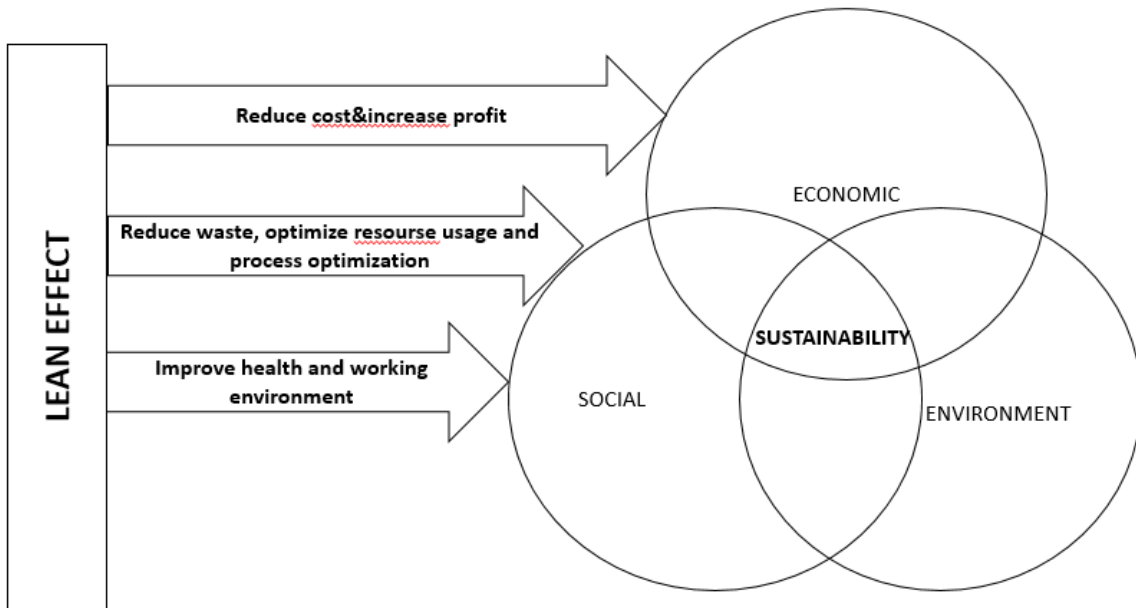 LEAN EFFECT
Reduce cost&increase profit
Reduce waste, optimize resourse usage and
process optimization
Improve health and working
environment
ECONOMIC
SUSTAINABILITY
SOCIAL
ENVIRONMENT